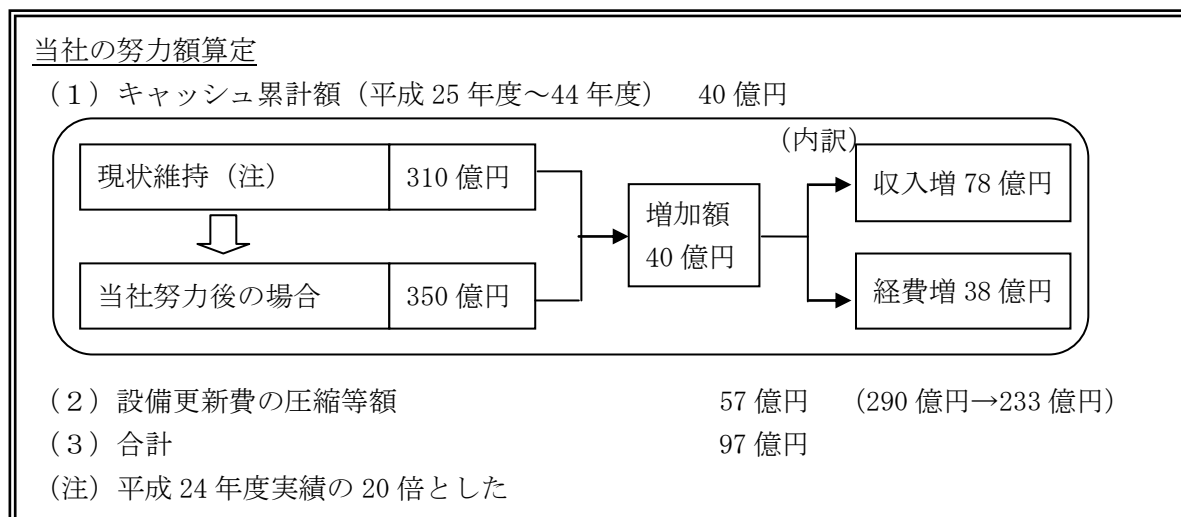 当社の努力額算定
（１）キャッシュ累計額（平成 25 年度～44 年度） 40 億円
（内訳）
現状維持（注） 310 億円
収入増 78 億円
増加額
40 億円
当社努力後の場合 350 億円
経費増 38 億円
（２）設備更新費の圧縮等額 57 億円 （290 億円→233 億円）
（３）合計 97 億円
（注）平成 24 年度実績の 20 倍とした